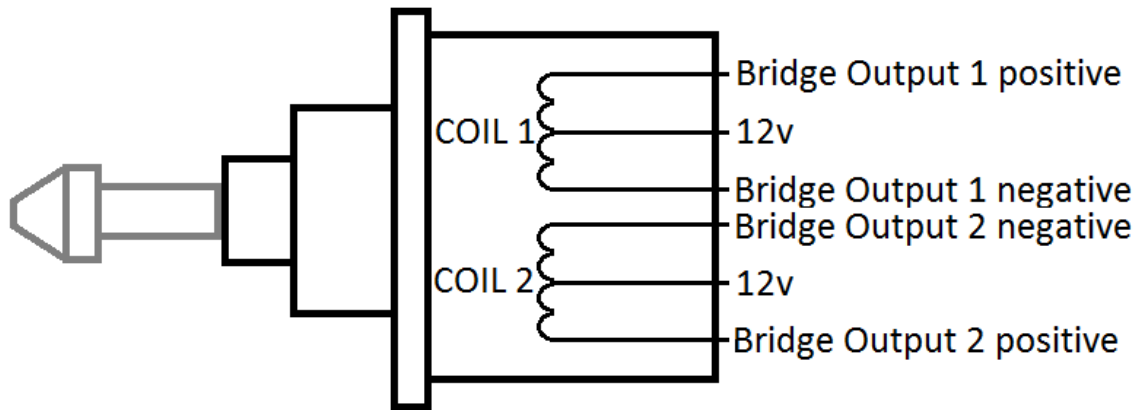 Bridge Output 1 positive
COIL 1
12v
Bridge Output 1 negative
Bridge Output 2 negative
COIL 2
12v
Bridge Output 2 positive